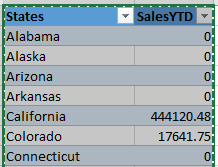 States SalesYTD
Alabama 0
Alaska 0
Arizona 0
Arkansas 0
California 444120.48
Colorado 17641.75
Connecticut 0